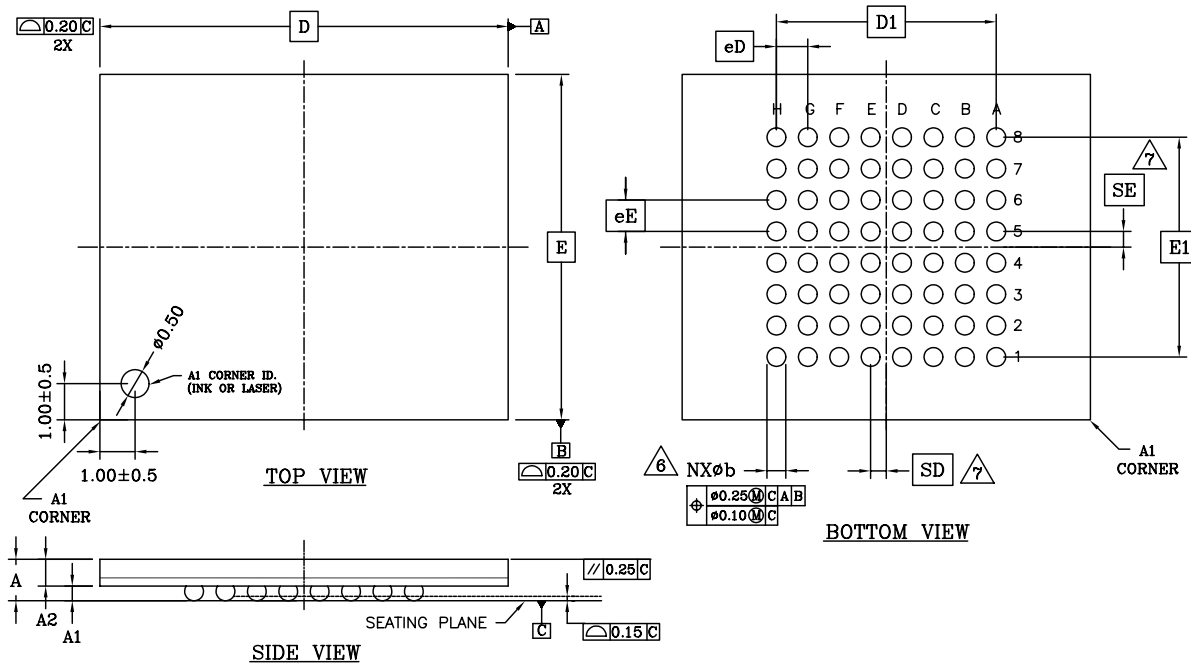 ⌓ 0.20 C
2X
D
A
E
ø0.50
A1 CORNER ID.
(INK OR LASER)
1.00±0.5
1.00±0.5
TOP VIEW
A1
CORNER
B
⌓ 0.20 C
2X
D1
eD
H G F E D C B A
8
7
6
5
4
3
2
1
7
SE
eE
E1
6 NXøb
⌖ ø0.25Ⓜ C A B
ø0.10Ⓜ C
SD 7
A1
CORNER
BOTTOM VIEW
A
A2
A1
// 0.25 C
SEATING PLANE
C
⌓ 0.15 C
SIDE VIEW